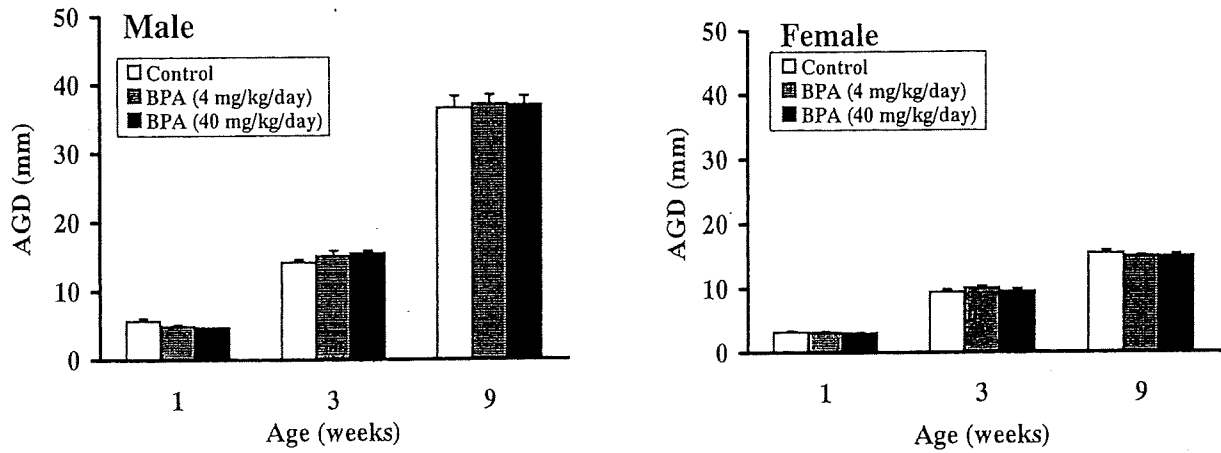 Male
Control
BPA (4 mg/kg/day)
BPA (40 mg/kg/day)
50
40
30
20
10
0
AGD (mm)
1 3 9
Age (weeks)
Female
Control
BPA (4 mg/kg/day)
BPA (40 mg/kg/day)
50
40
30
20
10
0
AGD (mm)
1 3 9
Age (weeks)